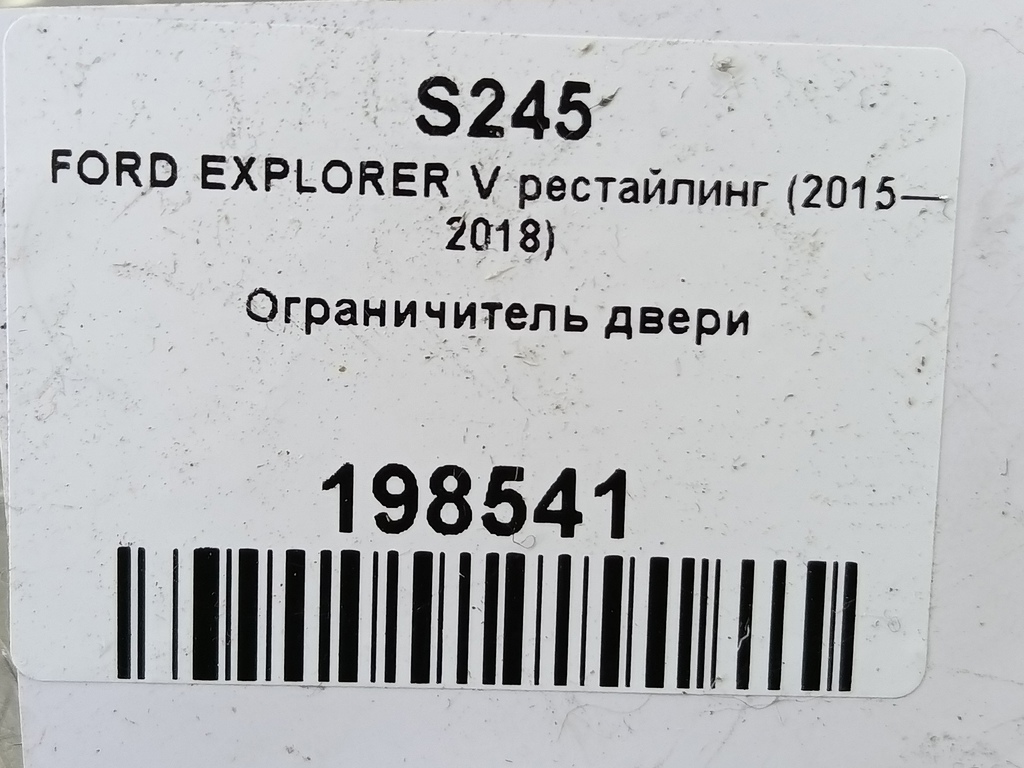 S245
FORD EXPLORER V рестайлинг (2015—
2018)
Ограничитель двери
198541